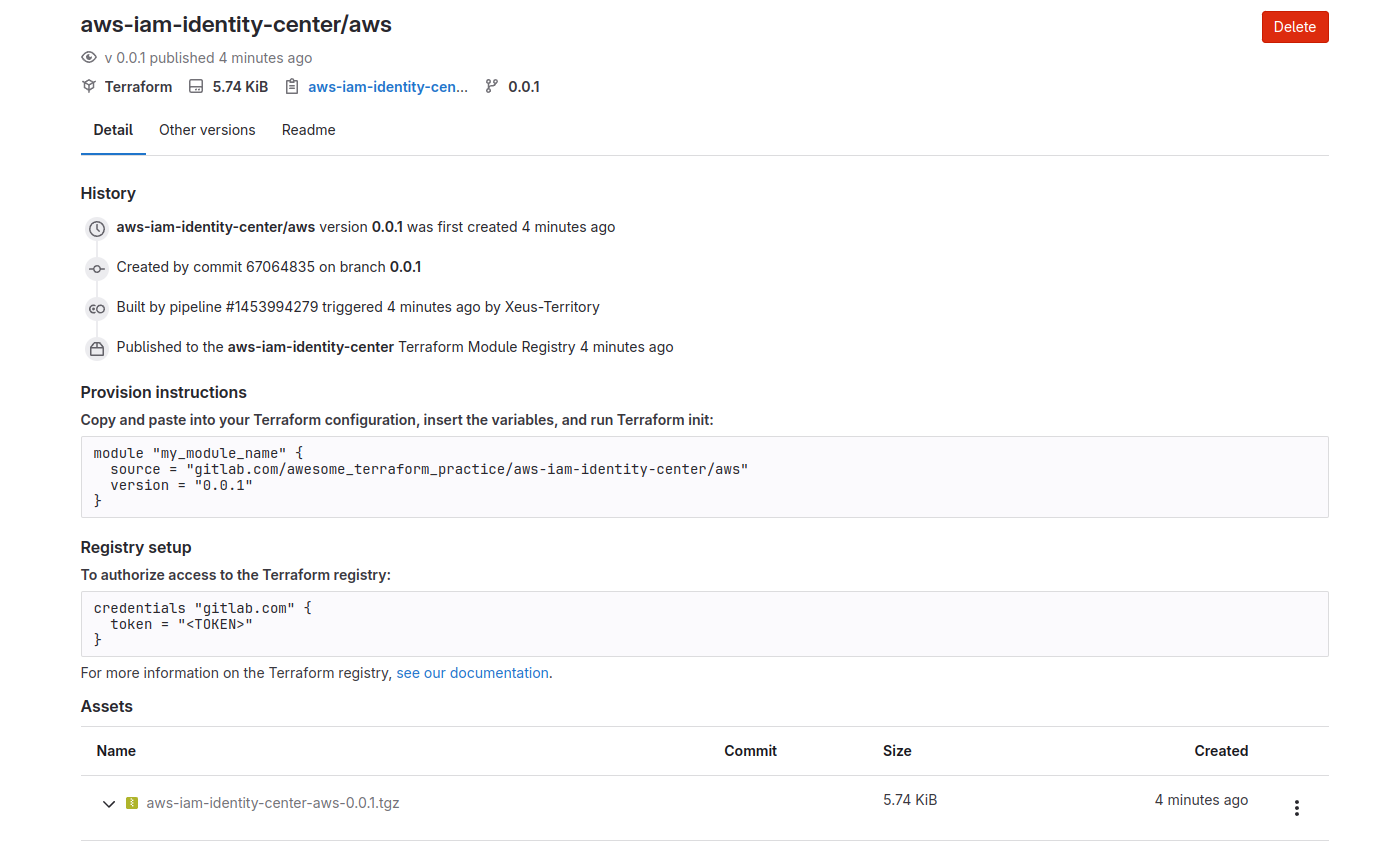 aws-iam-identity-center/aws
Delete
v 0.0.1 published 4 minutes ago
Terraform 5.74 KiB aws-iam-identity-cen... 0.0.1
Detail Other versions Readme
History
aws-iam-identity-center/aws version 0.0.1 was first created 4 minutes ago
Created by commit 67064835 on branch 0.0.1
Built by pipeline #1453994279 triggered 4 minutes ago by Xeus-Territory
Published to the aws-iam-identity-center Terraform Module Registry 4 minutes ago
Provision instructions
Copy and paste into your Terraform configuration, insert the variables, and run Terraform init:
module "my_module_name" {
  source = "gitlab.com/awesome_terraform_practice/aws-iam-identity-center/aws"
  version = "0.0.1"
}
Registry setup
To authorize access to the Terraform registry:
credentials "gitlab.com" {
  token = "<TOKEN>"
}
For more information on the Terraform registry, see our documentation.
Assets
Name Commit Size Created
aws-iam-identity-center-aws-0.0.1.tgz 5.74 KiB 4 minutes ago